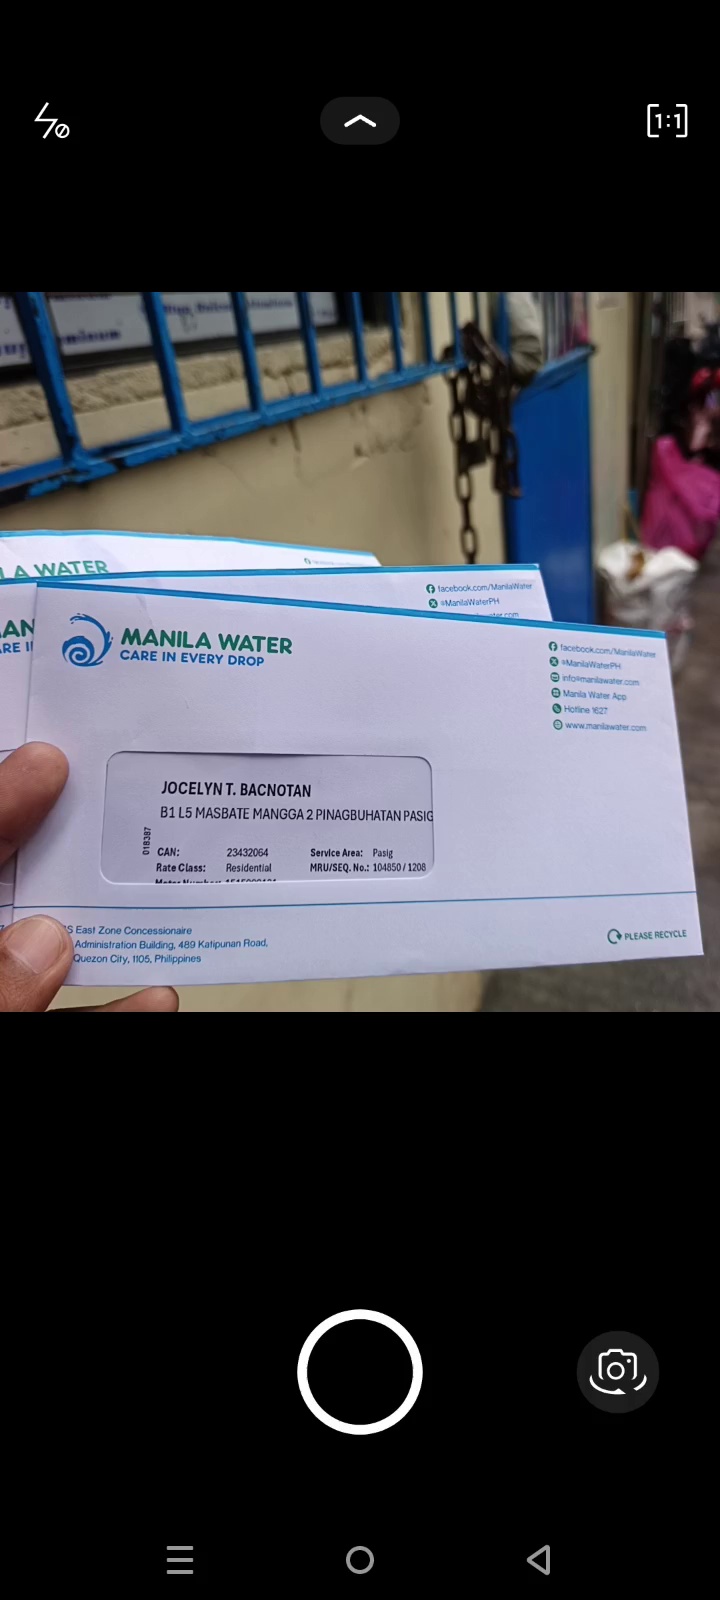 1:1
LA WATER
facebook.com/ManilaWater
@ManilaWaterPH
MANILA WATER
CARE IN EVERY DROP
facebook.com/ManilaWater
@ManilaWaterPH
info@manilawater.com
Manila Water App
Hotline 1627
www.manilawater.com
JOCELYN T. BACNOTAN
B1 L5 MASBATE MANGGA 2 PINAGBUHATAN PASIG
018387
CAN: 23432064 Service Area: Pasig
Rate Class: Residential MRU/SEQ. No.: 104850 / 1208
East Zone Concessionaire
Administration Building, 489 Katipunan Road,
Quezon City, 1105, Philippines
PLEASE RECYCLE